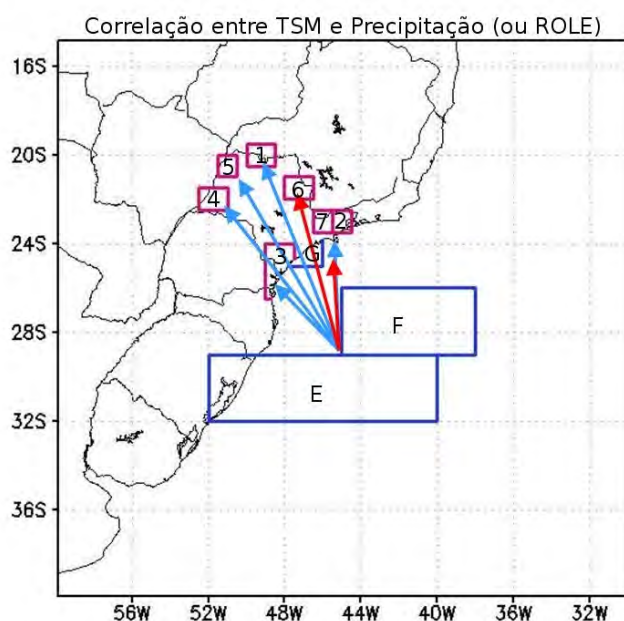 Correlação entre TSM e Precipitação (ou ROLE)
16S
20S
1
5
6
4
7 2
24S
3 G
28S
F
E
32S
36S
56W 52W 48W 44W 40W 36W 32W